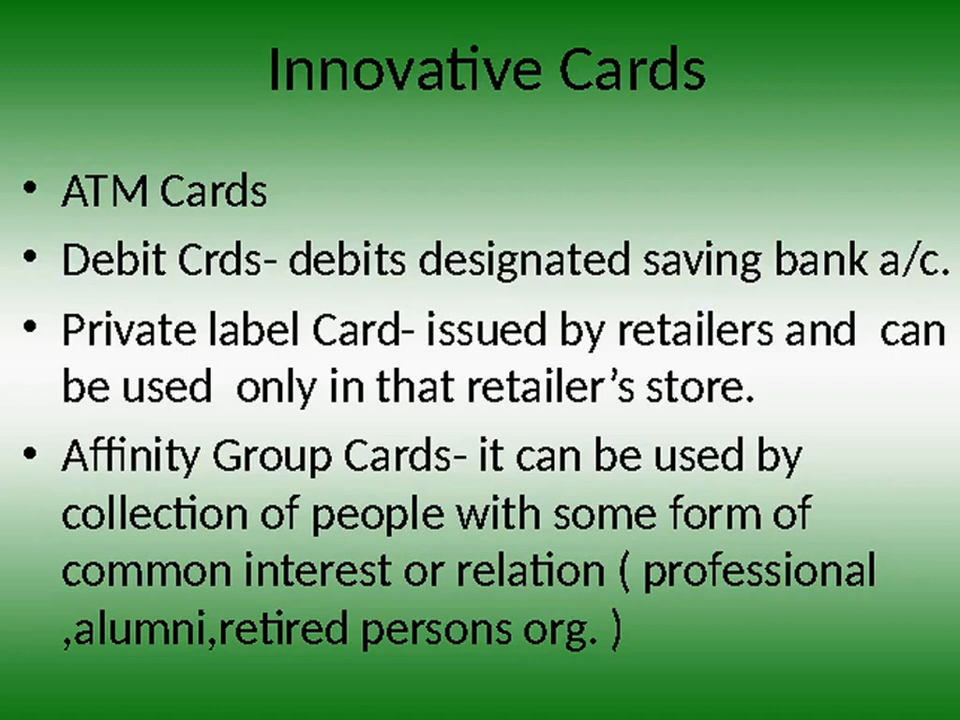 Innovative Cards
• ATM Cards
• Debit Crds- debits designated saving bank a/c.
• Private label Card- issued by retailers and  can
be used  only in that retailer’s store.
• Affinity Group Cards- it can be used by
collection of people with some form of
common interest or relation ( professional
,alumni,retired persons org. )